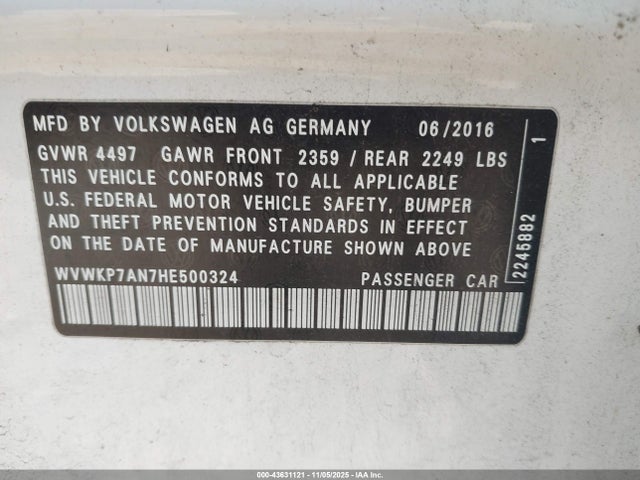 MFD BY VOLKSWAGEN AG GERMANY 06/2016
GVWR 4497 GAWR FRONT 2359 / REAR 2249 LBS
THIS VEHICLE CONFORMS TO ALL APPLICABLE
U.S. FEDERAL MOTOR VEHICLE SAFETY, BUMPER
AND THEFT PREVENTION STANDARDS IN EFFECT
ON THE DATE OF MANUFACTURE SHOWN ABOVE
WVWKP7AN7HE500324 PASSENGER CAR
2245882 1
000-43631121 - 11/05/2025 - IAAI, Inc.